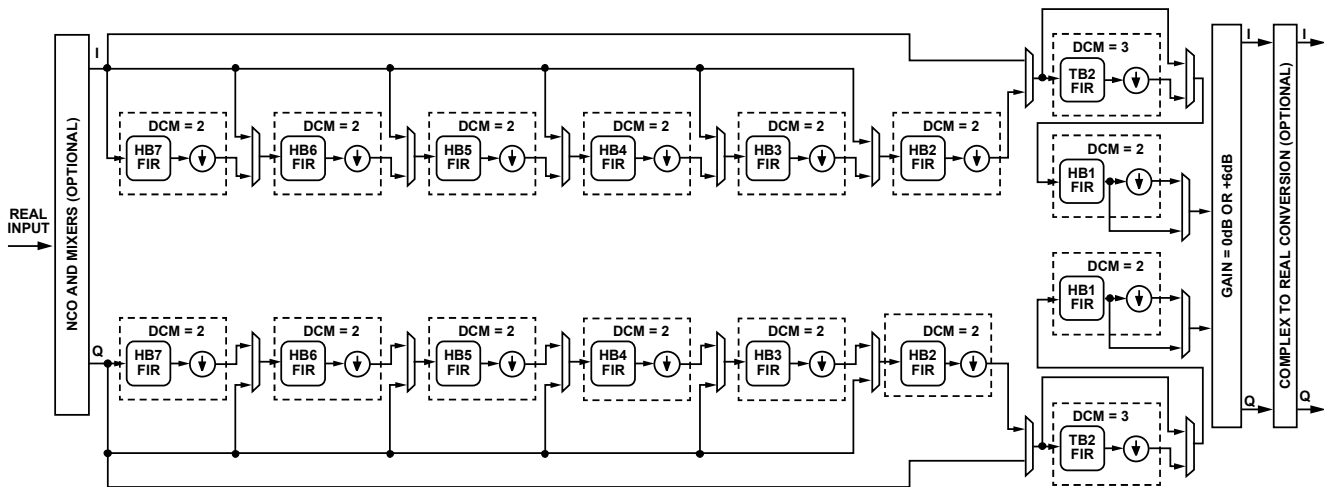 NCO AND MIXERS (OPTIONAL)
REAL
INPUT
I
Q
DCM = 2
HB7
FIR
DCM = 2
HB6
FIR
DCM = 2
HB5
FIR
DCM = 2
HB4
FIR
DCM = 2
HB3
FIR
DCM = 2
HB2
FIR
DCM = 3
TB2
FIR
DCM = 2
HB1
FIR
DCM = 2
HB1
FIR
DCM = 2
HB7
FIR
DCM = 2
HB6
FIR
DCM = 2
HB5
FIR
DCM = 2
HB4
FIR
DCM = 2
HB3
FIR
DCM = 2
HB2
FIR
DCM = 3
TB2
FIR
GAIN = 0dB OR +6dB
I
Q
COMPLEX TO REAL CONVERSION (OPTIONAL)
I
Q